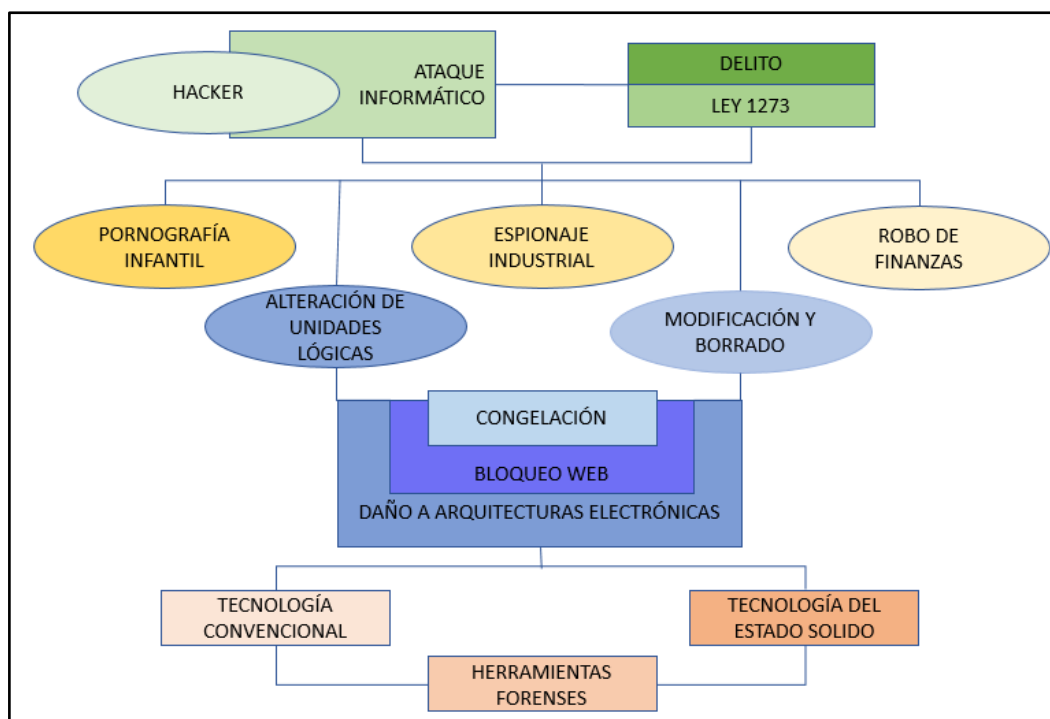 HACKER
ATAQUE
INFORMÁTICO
DELITO
LEY 1273
PORNOGRAFÍA
INFANTIL
ESPIONAJE
INDUSTRIAL
ROBO DE
FINANZAS
ALTERACIÓN DE
UNIDADES
LÓGICAS
MODIFICACIÓN Y
BORRADO
CONGELACIÓN
BLOQUEO WEB
DAÑO A ARQUITECTURAS ELECTRÓNICAS
TECNOLOGÍA
CONVENCIONAL
TECNOLOGÍA DEL
ESTADO SOLIDO
HERRAMIENTAS
FORENSES